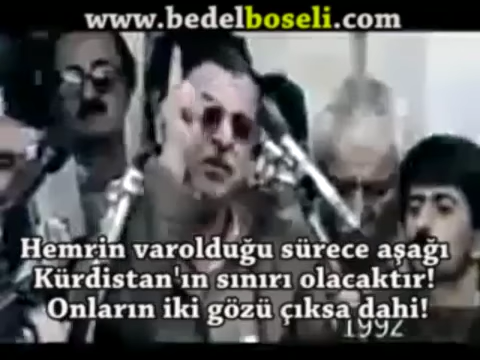 www.bedelboseli.com
Hemrin varolduğu sürece aşağı
Kürdistan'ın sınırı olacaktır!
Onların iki gözü çıksa dahi!
1992